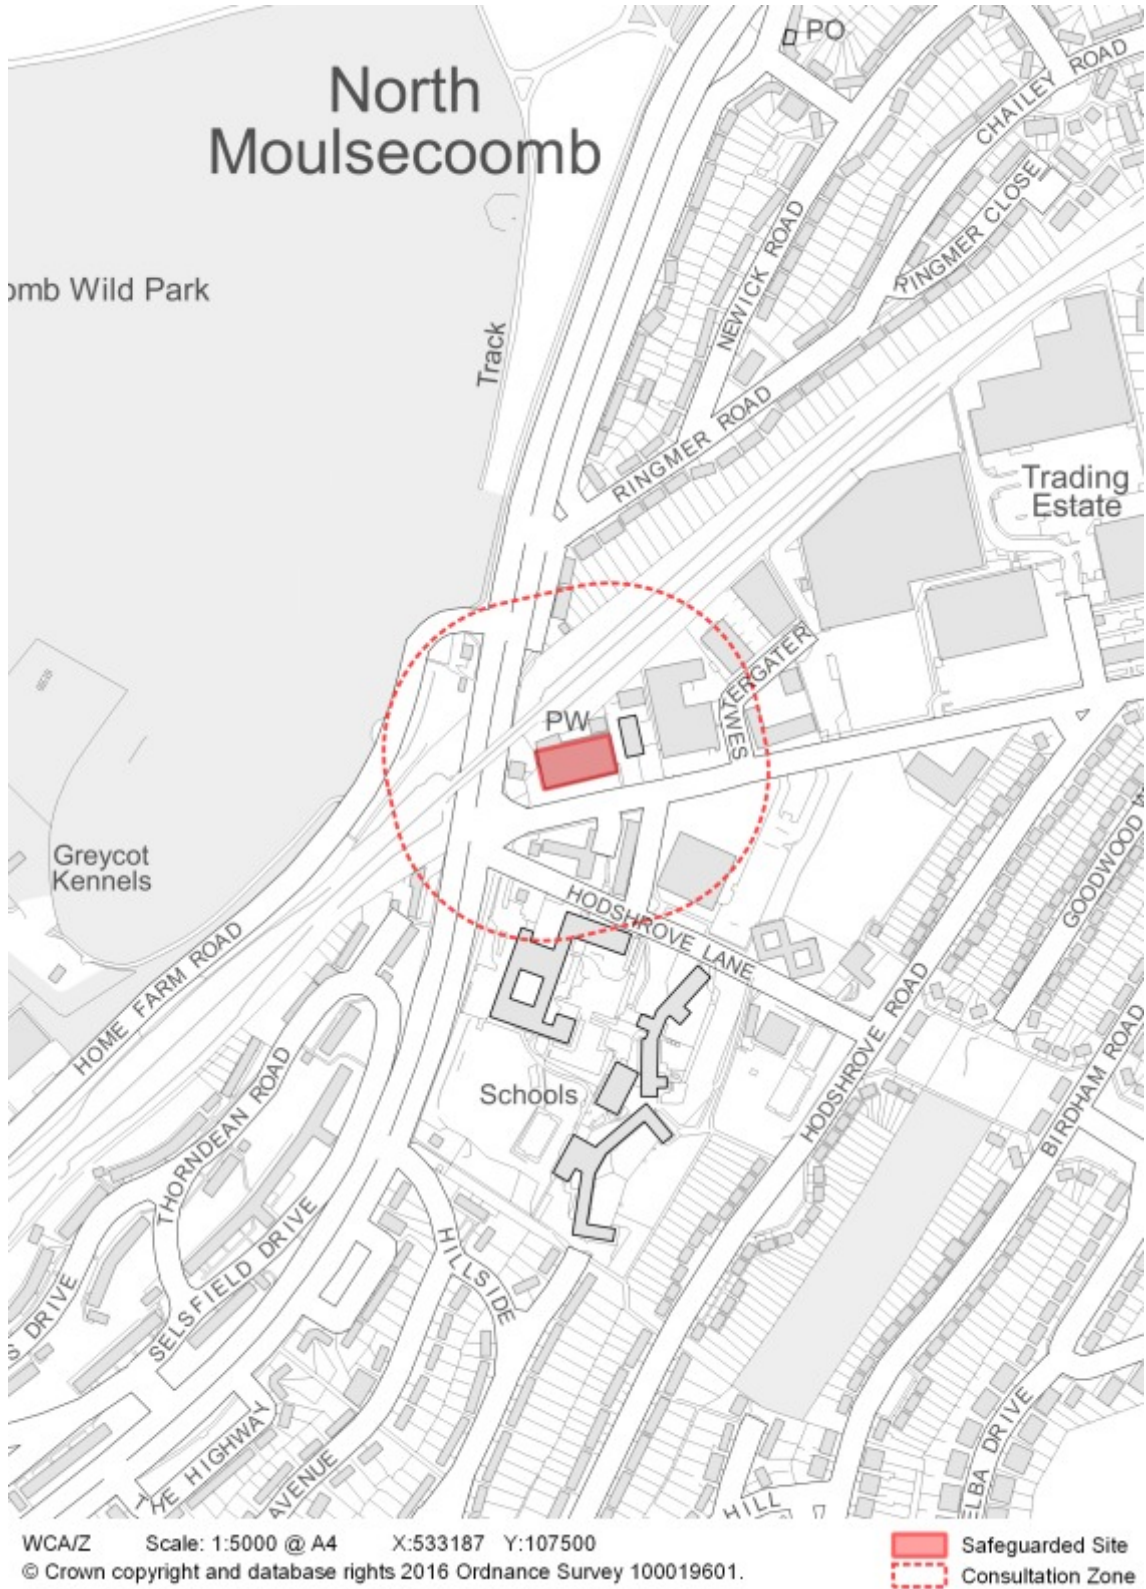 PO
North
Moulsecoomb
CHAILEY ROAD
RINGMER CLOSE
NEWICK ROAD
omb Wild Park
Track
RINGMER ROAD
Trading
Estate
WESTERGATE R
PW
Greycot
Kennels
GOODWOOD W
HODSHROVE LANE
HOME FARM ROAD
HODSHROVE ROAD
BIRDHAM ROAD
THORNDEAN ROAD
Schools
S DRIVE
SELSFIELD DRIVE
HILLSIDE
THE HIGHWAY
AVENUE
ELBA DRIVE
HILL
WCA/Z Scale: 1:5000 @ A4 X:533187 Y:107500
© Crown copyright and database rights 2016 Ordnance Survey 100019601.
Safeguarded Site
Consultation Zone